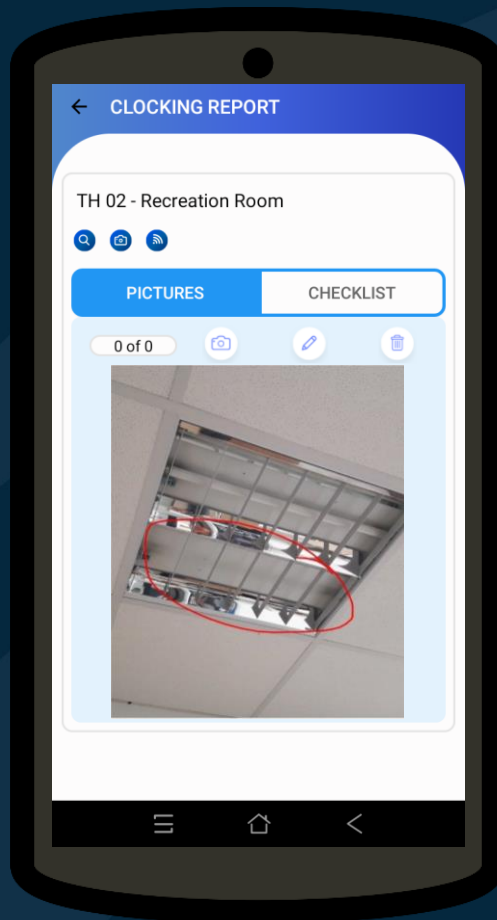 CLOCKING REPORT
TH 02 - Recreation Room
PICTURES CHECKLIST
0 of 0